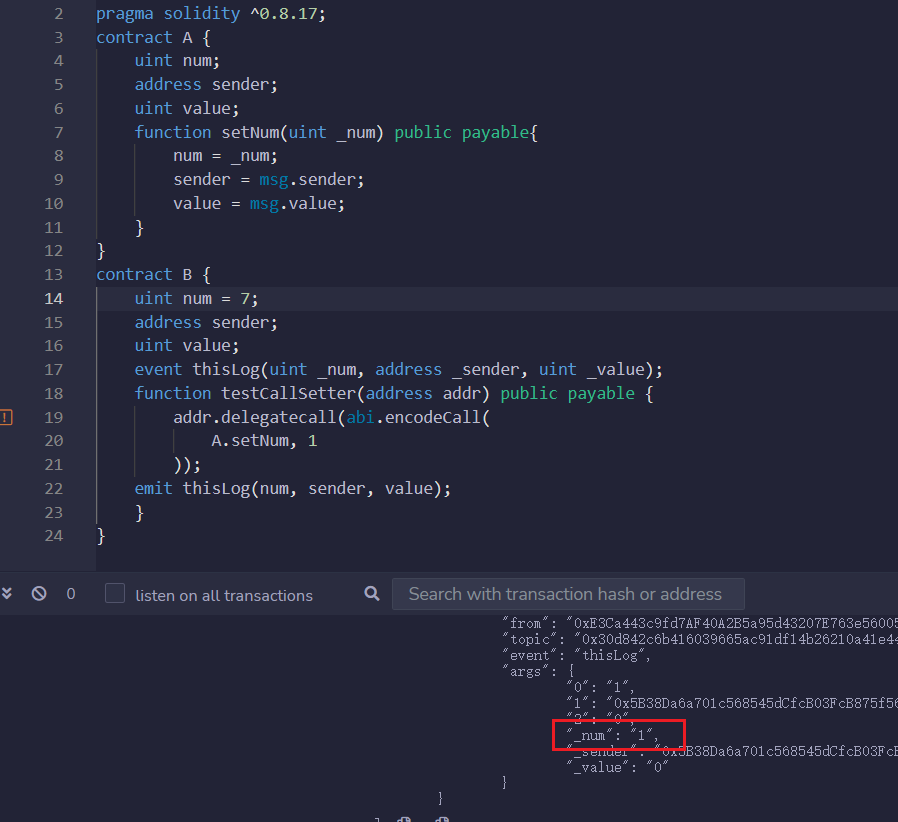 2 pragma solidity ^0.8.17;
3 contract A {
4 uint num;
5 address sender;
6 uint value;
7 function setNum(uint _num) public payable{
8 num = _num;
9 sender = msg.sender;
10 value = msg.value;
11 }
12 }
13 contract B {
14 uint num = 7;
15 address sender;
16 uint value;
17 event thisLog(uint _num, address _sender, uint _value);
18 function testCallSetter(address addr) public payable {
! 19 addr.delegatecall(abi.encodeCall(
20 A.setNum, 1
21 ));
22 emit thisLog(num, sender, value);
23 }
24 }
0 listen on all transactions Search with transaction hash or address
"from": "0xE3Ca443c9fd7AF40A2B5a95d43207E763e56005
"topic": "0x30d842c6b416039665ac91df14b26210a41e44
"event": "thisLog",
"args": {
"0": "1",
"1": "0x5B38Da6a701c568545dCfcB03FcB875f56
"2": "0",
"_num": "1",
"_sender": "0x5B38Da6a701c568545dCfcB03FcB
"_value": "0"
}
}
]